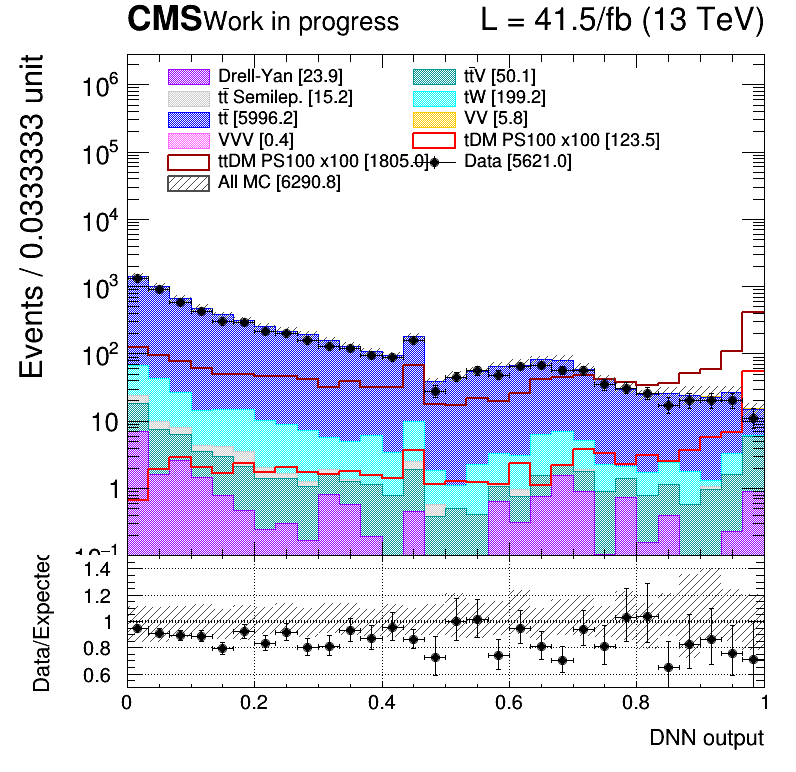 CMS Work in progress L = 41.5/fb (13 TeV)
Events / 0.0333333 unit
Drell-Yan [23.9] tt̄V [50.1]
tt̄ Semilep. [15.2] tW [199.2]
tt̄ [5996.2] VV [5.8]
VVV [0.4] tDM PS100 x100 [123.5]
ttDM PS100 x100 [1805.0] Data [5621.0]
All MC [6290.8]
10⁶
10⁵
10⁴
10³
10²
10
1
10⁻¹
Data/Expected
1.4
1.2
1
0.8
0.6
0 0.2 0.4 0.6 0.8 1
DNN output